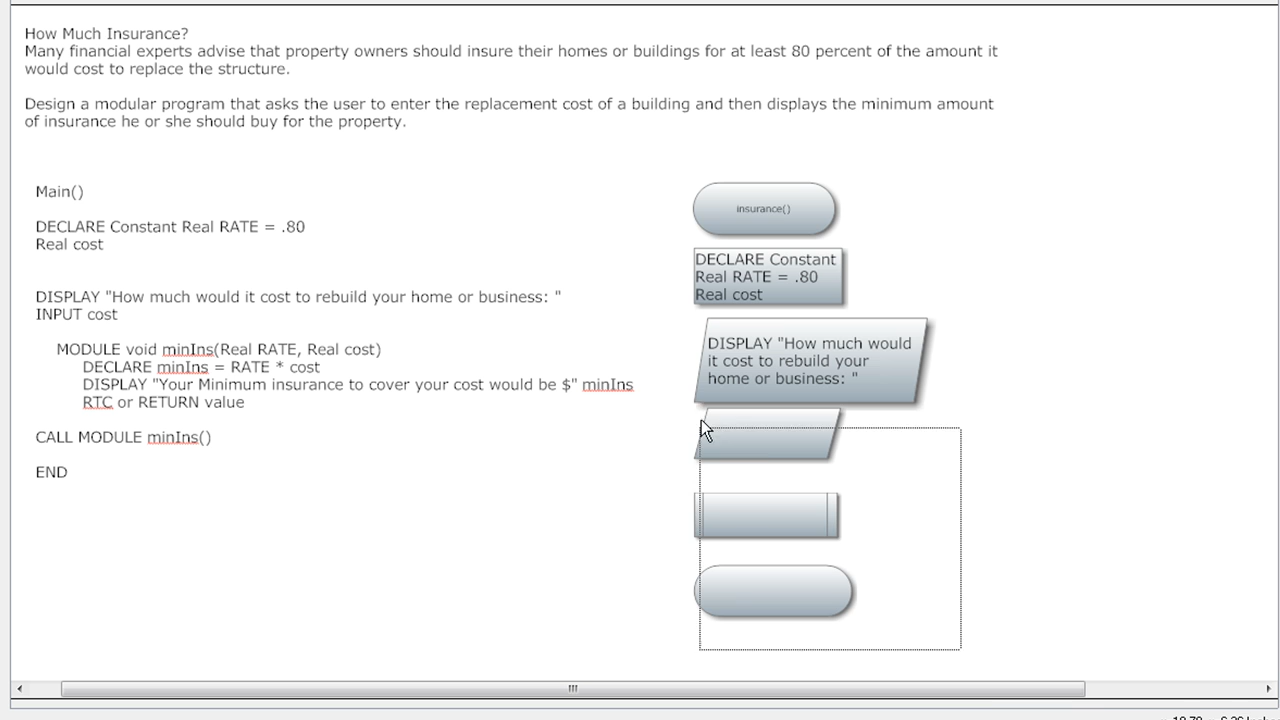 How Much Insurance?
Many financial experts advise that property owners should insure their homes or buildings for at least 80 percent of the amount it
would cost to replace the structure.
Design a modular program that asks the user to enter the replacement cost of a building and then displays the minimum amount
of insurance he or she should buy for the property.
Main()
DECLARE Constant Real RATE = .80
Real cost
DISPLAY "How much would it cost to rebuild your home or business: "
INPUT cost
MODULE void minIns(Real RATE, Real cost)
DECLARE minIns = RATE * cost
DISPLAY "Your Minimum insurance to cover your cost would be $" minIns
RTC or RETURN value
CALL MODULE minIns()
END
insurance()
DECLARE Constant
Real RATE = .80
Real cost
DISPLAY "How much would
it cost to rebuild your
home or business: "